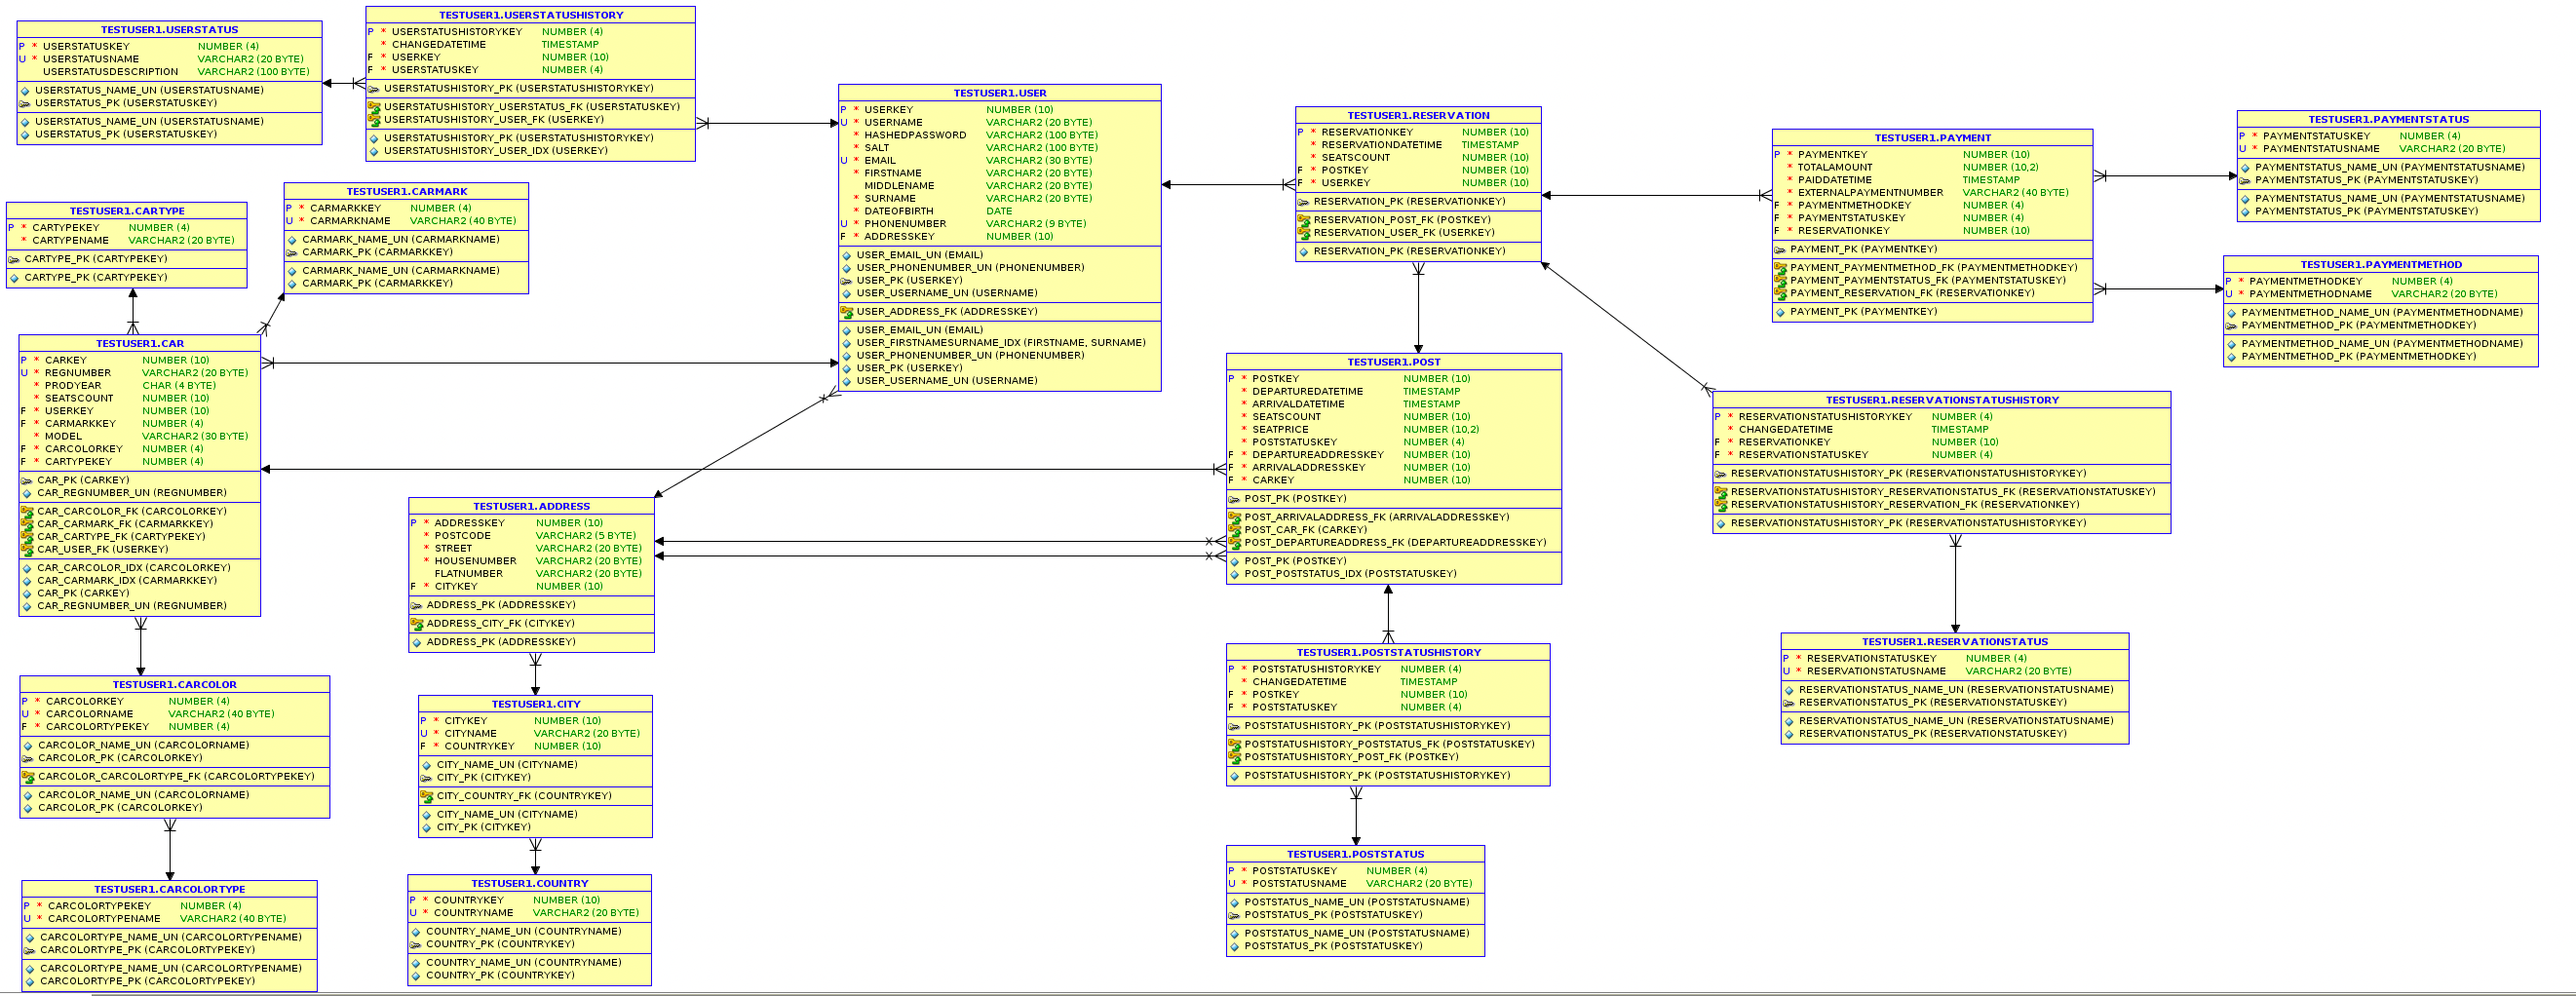 TESTUSER1.USERSTATUS
P * USERSTATUSKEY NUMBER (4)
U * USERSTATUSNAME VARCHAR2 (20 BYTE)
USERSTATUSDESCRIPTION VARCHAR2 (100 BYTE)
USERSTATUS_NAME_UN (USERSTATUSNAME)
USERSTATUS_PK (USERSTATUSKEY)
USERSTATUS_NAME_UN (USERSTATUSNAME)
USERSTATUS_PK (USERSTATUSKEY)
TESTUSER1.USERSTATUSHISTORY
P * USERSTATUSHISTORYKEY NUMBER (4)
* CHANGEDATETIME TIMESTAMP
F * USERKEY NUMBER (10)
F * USERSTATUSKEY NUMBER (4)
USERSTATUSHISTORY_PK (USERSTATUSHISTORYKEY)
USERSTATUSHISTORY_USERSTATUS_FK (USERSTATUSKEY)
USERSTATUSHISTORY_USER_FK (USERKEY)
USERSTATUSHISTORY_PK (USERSTATUSHISTORYKEY)
USERSTATUSHISTORY_USER_IDX (USERKEY)
TESTUSER1.USER
P * USERKEY NUMBER (10)
U * USERNAME VARCHAR2 (20 BYTE)
* HASHEDPASSWORD VARCHAR2 (100 BYTE)
* SALT VARCHAR2 (100 BYTE)
U * EMAIL VARCHAR2 (30 BYTE)
* FIRSTNAME VARCHAR2 (20 BYTE)
MIDDLENAME VARCHAR2 (20 BYTE)
* SURNAME VARCHAR2 (20 BYTE)
* DATEOFBIRTH DATE
U * PHONENUMBER VARCHAR2 (9 BYTE)
F * ADDRESSKEY NUMBER (10)
USER_EMAIL_UN (EMAIL)
USER_PHONENUMBER_UN (PHONENUMBER)
USER_PK (USERKEY)
USER_USERNAME_UN (USERNAME)
USER_ADDRESS_FK (ADDRESSKEY)
USER_EMAIL_UN (EMAIL)
USER_FIRSTNAMESURNAME_IDX (FIRSTNAME, SURNAME)
USER_PHONENUMBER_UN (PHONENUMBER)
USER_PK (USERKEY)
USER_USERNAME_UN (USERNAME)
TESTUSER1.RESERVATION
P * RESERVATIONKEY NUMBER (10)
* RESERVATIONDATETIME TIMESTAMP
* SEATSCOUNT NUMBER (10)
F * POSTKEY NUMBER (10)
F * USERKEY NUMBER (10)
RESERVATION_PK (RESERVATIONKEY)
RESERVATION_POST_FK (POSTKEY)
RESERVATION_USER_FK (USERKEY)
RESERVATION_PK (RESERVATIONKEY)
TESTUSER1.PAYMENT
P * PAYMENTKEY NUMBER (10)
* TOTALAMOUNT NUMBER (10,2)
* PAIDDATETIME TIMESTAMP
* EXTERNALPAYMENTNUMBER VARCHAR2 (40 BYTE)
F * PAYMENTMETHODKEY NUMBER (4)
F * PAYMENTSTATUSKEY NUMBER (4)
F * RESERVATIONKEY NUMBER (10)
PAYMENT_PK (PAYMENTKEY)
PAYMENT_PAYMENTMETHOD_FK (PAYMENTMETHODKEY)
PAYMENT_PAYMENTSTATUS_FK (PAYMENTSTATUSKEY)
PAYMENT_RESERVATION_FK (RESERVATIONKEY)
PAYMENT_PK (PAYMENTKEY)
TESTUSER1.PAYMENTSTATUS
P * PAYMENTSTATUSKEY NUMBER (4)
U * PAYMENTSTATUSNAME VARCHAR2 (20 BYTE)
PAYMENTSTATUS_NAME_UN (PAYMENTSTATUSNAME)
PAYMENTSTATUS_PK (PAYMENTSTATUSKEY)
PAYMENTSTATUS_NAME_UN (PAYMENTSTATUSNAME)
PAYMENTSTATUS_PK (PAYMENTSTATUSKEY)
TESTUSER1.PAYMENTMETHOD
P * PAYMENTMETHODKEY NUMBER (4)
U * PAYMENTMETHODNAME VARCHAR2 (20 BYTE)
PAYMENTMETHOD_NAME_UN (PAYMENTMETHODNAME)
PAYMENTMETHOD_PK (PAYMENTMETHODKEY)
PAYMENTMETHOD_NAME_UN (PAYMENTMETHODNAME)
PAYMENTMETHOD_PK (PAYMENTMETHODKEY)
TESTUSER1.CARTYPE
P * CARTYPEKEY NUMBER (4)
* CARTYPENAME VARCHAR2 (20 BYTE)
CARTYPE_PK (CARTYPEKEY)
CARTYPE_PK (CARTYPEKEY)
TESTUSER1.CARMARK
P * CARMARKKEY NUMBER (4)
U * CARMARKNAME VARCHAR2 (40 BYTE)
CARMARK_NAME_UN (CARMARKNAME)
CARMARK_PK (CARMARKKEY)
CARMARK_NAME_UN (CARMARKNAME)
CARMARK_PK (CARMARKKEY)
TESTUSER1.CAR
P * CARKEY NUMBER (10)
U * REGNUMBER VARCHAR2 (20 BYTE)
* PRODYEAR CHAR (4 BYTE)
* SEATSCOUNT NUMBER (10)
F * USERKEY NUMBER (10)
F * CARMARKKEY NUMBER (4)
* MODEL VARCHAR2 (30 BYTE)
F * CARCOLORKEY NUMBER (4)
F * CARTYPEKEY NUMBER (4)
CAR_PK (CARKEY)
CAR_REGNUMBER_UN (REGNUMBER)
CAR_CARCOLOR_FK (CARCOLORKEY)
CAR_CARMARK_FK (CARMARKKEY)
CAR_CARTYPE_FK (CARTYPEKEY)
CAR_USER_FK (USERKEY)
CAR_CARCOLOR_IDX (CARCOLORKEY)
CAR_CARMARK_IDX (CARMARKKEY)
CAR_PK (CARKEY)
CAR_REGNUMBER_UN (REGNUMBER)
TESTUSER1.POST
P * POSTKEY NUMBER (10)
* DEPARTUREDATETIME TIMESTAMP
* ARRIVALDATETIME TIMESTAMP
* SEATSCOUNT NUMBER (10)
* SEATPRICE NUMBER (10,2)
* POSTSTATUSKEY NUMBER (4)
F * DEPARTUREADDRESSKEY NUMBER (10)
F * ARRIVALADDRESSKEY NUMBER (10)
F * CARKEY NUMBER (10)
POST_PK (POSTKEY)
POST_ARRIVALADDRESS_FK (ARRIVALADDRESSKEY)
POST_CAR_FK (CARKEY)
POST_DEPARTUREADDRESS_FK (DEPARTUREADDRESSKEY)
POST_PK (POSTKEY)
POST_POSTSTATUS_IDX (POSTSTATUSKEY)
TESTUSER1.RESERVATIONSTATUSHISTORY
P * RESERVATIONSTATUSHISTORYKEY NUMBER (4)
* CHANGEDATETIME TIMESTAMP
F * RESERVATIONKEY NUMBER (10)
F * RESERVATIONSTATUSKEY NUMBER (4)
RESERVATIONSTATUSHISTORY_PK (RESERVATIONSTATUSHISTORYKEY)
RESERVATIONSTATUSHISTORY_RESERVATIONSTATUS_FK (RESERVATIONSTATUSKEY)
RESERVATIONSTATUSHISTORY_RESERVATION_FK (RESERVATIONKEY)
RESERVATIONSTATUSHISTORY_PK (RESERVATIONSTATUSHISTORYKEY)
TESTUSER1.ADDRESS
P * ADDRESSKEY NUMBER (10)
* POSTCODE VARCHAR2 (5 BYTE)
* STREET VARCHAR2 (20 BYTE)
* HOUSENUMBER VARCHAR2 (20 BYTE)
FLATNUMBER VARCHAR2 (20 BYTE)
F * CITYKEY NUMBER (10)
ADDRESS_PK (ADDRESSKEY)
ADDRESS_CITY_FK (CITYKEY)
ADDRESS_PK (ADDRESSKEY)
TESTUSER1.RESERVATIONSTATUS
P * RESERVATIONSTATUSKEY NUMBER (4)
U * RESERVATIONSTATUSNAME VARCHAR2 (20 BYTE)
RESERVATIONSTATUS_NAME_UN (RESERVATIONSTATUSNAME)
RESERVATIONSTATUS_PK (RESERVATIONSTATUSKEY)
RESERVATIONSTATUS_NAME_UN (RESERVATIONSTATUSNAME)
RESERVATIONSTATUS_PK (RESERVATIONSTATUSKEY)
TESTUSER1.POSTSTATUSHISTORY
P * POSTSTATUSHISTORYKEY NUMBER (4)
* CHANGEDATETIME TIMESTAMP
F * POSTKEY NUMBER (10)
F * POSTSTATUSKEY NUMBER (4)
POSTSTATUSHISTORY_PK (POSTSTATUSHISTORYKEY)
POSTSTATUSHISTORY_POSTSTATUS_FK (POSTSTATUSKEY)
POSTSTATUSHISTORY_POST_FK (POSTKEY)
POSTSTATUSHISTORY_PK (POSTSTATUSHISTORYKEY)
TESTUSER1.CARCOLOR
P * CARCOLORKEY NUMBER (4)
U * CARCOLORNAME VARCHAR2 (40 BYTE)
F * CARCOLORTYPEKEY NUMBER (4)
CARCOLOR_NAME_UN (CARCOLORNAME)
CARCOLOR_PK (CARCOLORKEY)
CARCOLOR_CARCOLORTYPE_FK (CARCOLORTYPEKEY)
CARCOLOR_NAME_UN (CARCOLORNAME)
CARCOLOR_PK (CARCOLORKEY)
TESTUSER1.CITY
P * CITYKEY NUMBER (10)
U * CITYNAME VARCHAR2 (20 BYTE)
F * COUNTRYKEY NUMBER (10)
CITY_NAME_UN (CITYNAME)
CITY_PK (CITYKEY)
CITY_COUNTRY_FK (COUNTRYKEY)
CITY_NAME_UN (CITYNAME)
CITY_PK (CITYKEY)
TESTUSER1.POSTSTATUS
P * POSTSTATUSKEY NUMBER (4)
U * POSTSTATUSNAME VARCHAR2 (20 BYTE)
POSTSTATUS_NAME_UN (POSTSTATUSNAME)
POSTSTATUS_PK (POSTSTATUSKEY)
POSTSTATUS_NAME_UN (POSTSTATUSNAME)
POSTSTATUS_PK (POSTSTATUSKEY)
TESTUSER1.CARCOLORTYPE
P * CARCOLORTYPEKEY NUMBER (4)
U * CARCOLORTYPENAME VARCHAR2 (40 BYTE)
CARCOLORTYPE_NAME_UN (CARCOLORTYPENAME)
CARCOLORTYPE_PK (CARCOLORTYPEKEY)
CARCOLORTYPE_NAME_UN (CARCOLORTYPENAME)
CARCOLORTYPE_PK (CARCOLORTYPEKEY)
TESTUSER1.COUNTRY
P * COUNTRYKEY NUMBER (10)
U * COUNTRYNAME VARCHAR2 (20 BYTE)
COUNTRY_NAME_UN (COUNTRYNAME)
COUNTRY_PK (COUNTRYKEY)
COUNTRY_NAME_UN (COUNTRYNAME)
COUNTRY_PK (COUNTRYKEY)